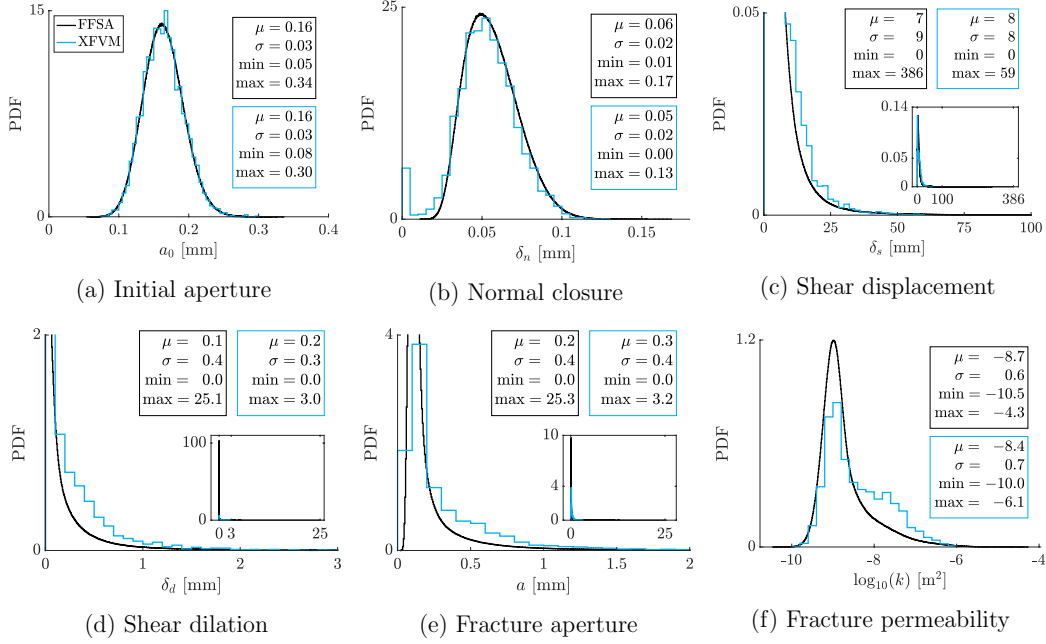 15
FFSA
XFVM
μ = 0.16
σ = 0.03
min = 0.05
max = 0.34
μ = 0.16
σ = 0.03
min = 0.08
max = 0.30
PDF
0
0 0.1 0.2 0.3 0.4
a₀ [mm]
(a) Initial aperture
25
μ = 0.06
σ = 0.02
min = 0.01
max = 0.17
μ = 0.05
σ = 0.02
min = 0.00
max = 0.13
PDF
0
0 0.05 0.1 0.15
δₙ [mm]
(b) Normal closure
0.05
μ = 7
σ = 9
min = 0
max = 386
μ = 8
σ = 8
min = 0
max = 59
PDF
0.14
0.05
0
0 100 386
0
0 25 50 75 100
δₛ [mm]
(c) Shear displacement
2
μ = 0.1
σ = 0.4
min = 0.0
max = 25.1
μ = 0.2
σ = 0.3
min = 0.0
max = 3.0
PDF
100
0
0 3 25
0
0 1 2 3
δ_d [mm]
(d) Shear dilation
4
μ = 0.2
σ = 0.4
min = 0.0
max = 25.3
μ = 0.3
σ = 0.4
min = 0.0
max = 3.2
PDF
10
4
0
0 25
0
0 0.5 1 1.5 2
a [mm]
(e) Fracture aperture
1.2
μ = −8.7
σ = 0.6
min = −10.5
max = −4.3
μ = −8.4
σ = 0.7
min = −10.0
max = −6.1
PDF
0
−10 −8 −6 −4
log₁₀(k) [m²]
(f) Fracture permeability